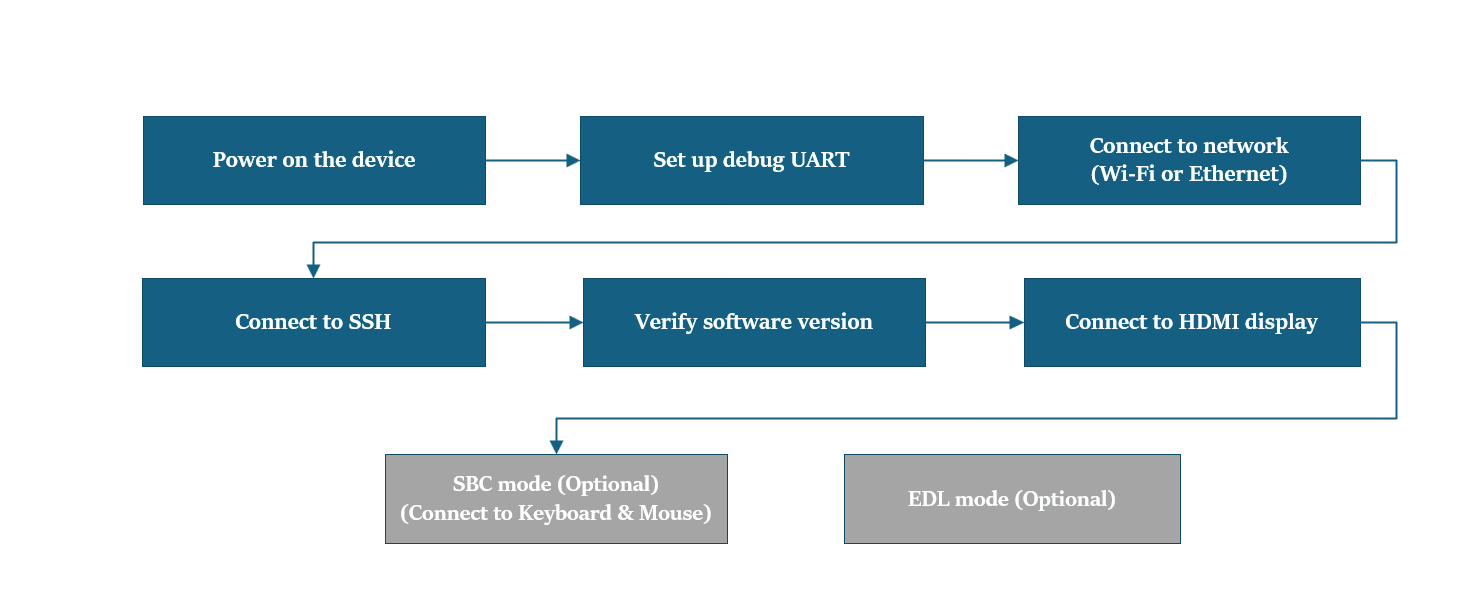 Power on the device
Set up debug UART
Connect to network
(Wi-Fi or Ethernet)
Connect to SSH
Verify software version
Connect to HDMI display
SBC mode (Optional)
(Connect to Keyboard & Mouse)
EDL mode (Optional)